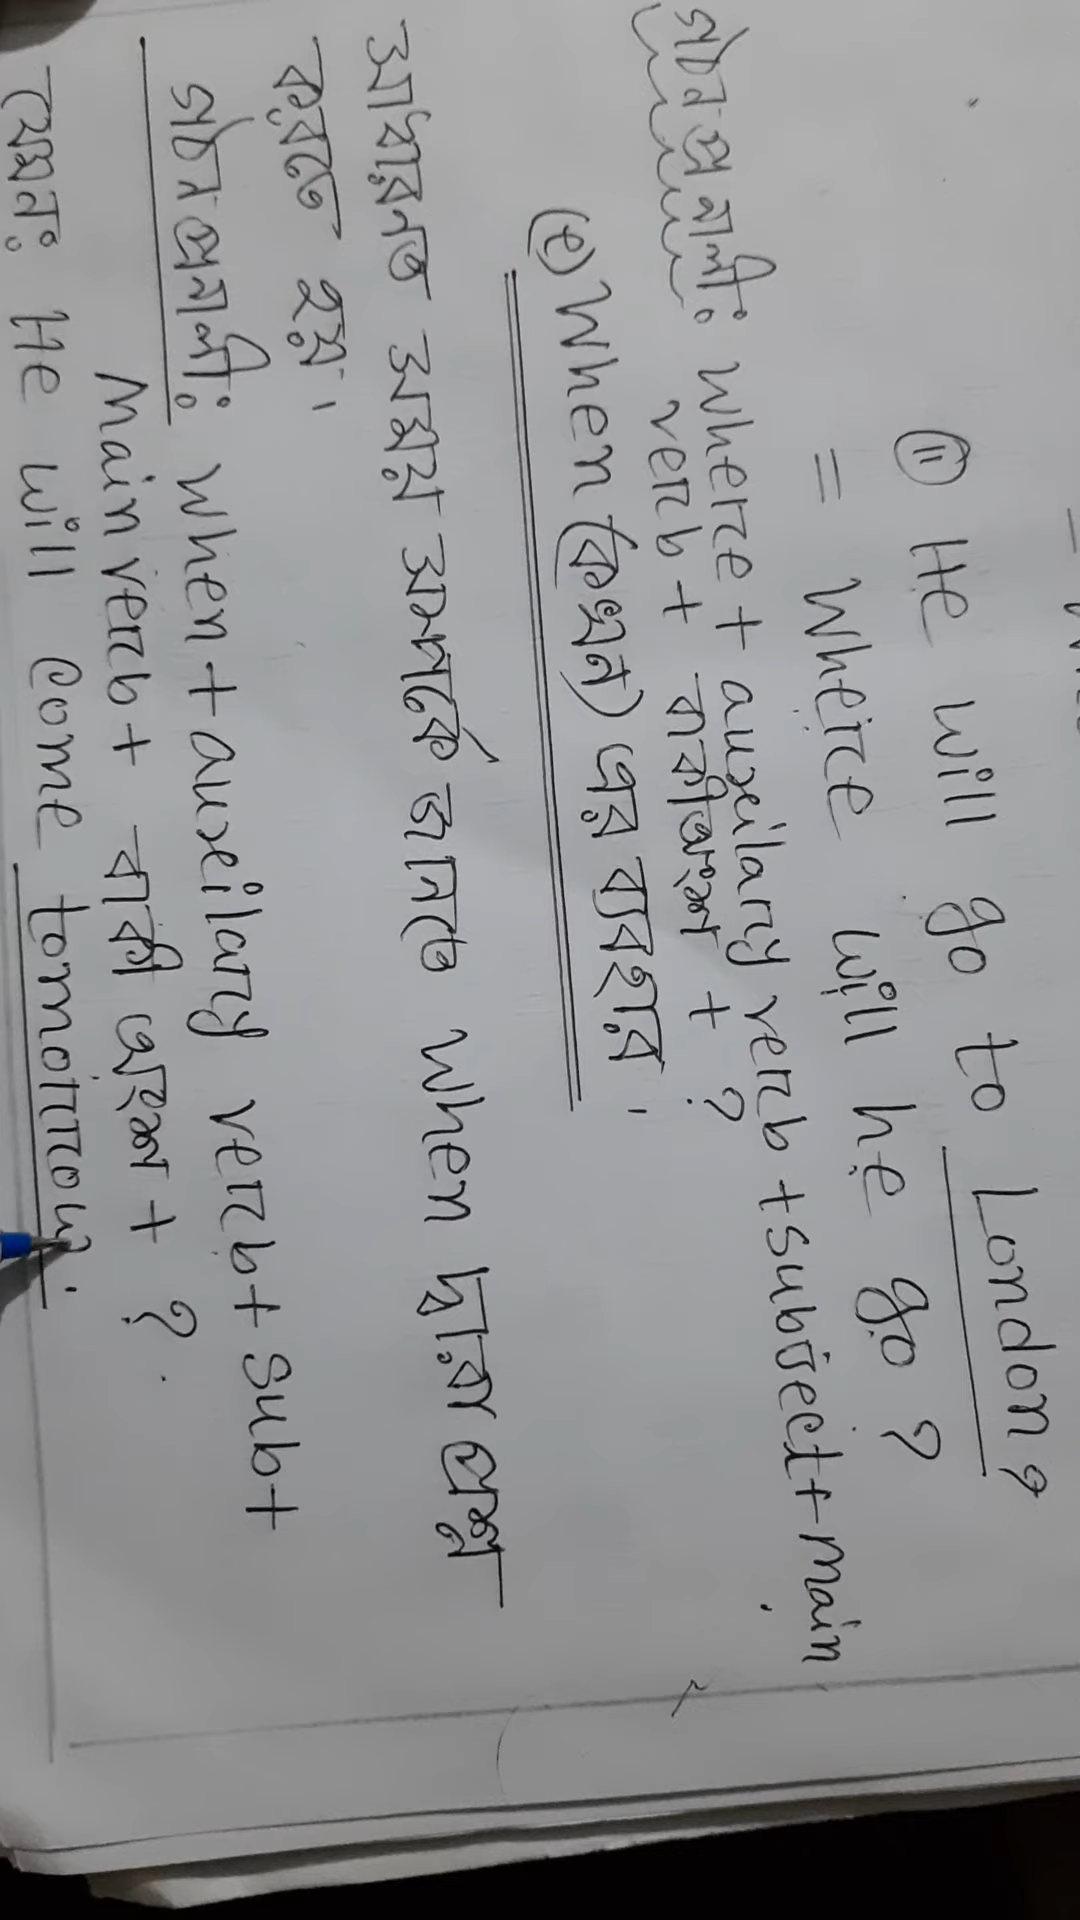 ii He will go to London?
= Where will he go?
গঠনপ্রণালী: where + auxeilary verb + subject + main
verb + বাকীঅংশ + ?
(e) When (কখন) এর ব্যবহার।
সাধারনত সময় সম্পর্কে জানতে when দ্বারা প্রশ্ন
করতে হয়।
গঠনপ্রণালী: when + auxeilary verb + sub +
main verb + বাকী অংশ + ?
যেমন: He will come tomorrow.